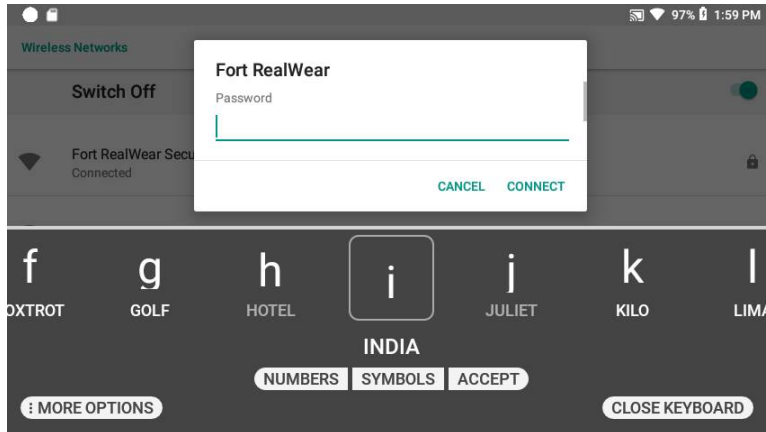 97% 1:59 PM
Wireless Networks
Fort RealWear
Switch Off
Password
Fort RealWear Secu
Connected
CANCEL CONNECT
f g h i j k l
OXTROT GOLF HOTEL JULIET KILO LIMA
INDIA
NUMBERS SYMBOLS ACCEPT
MORE OPTIONS CLOSE KEYBOARD